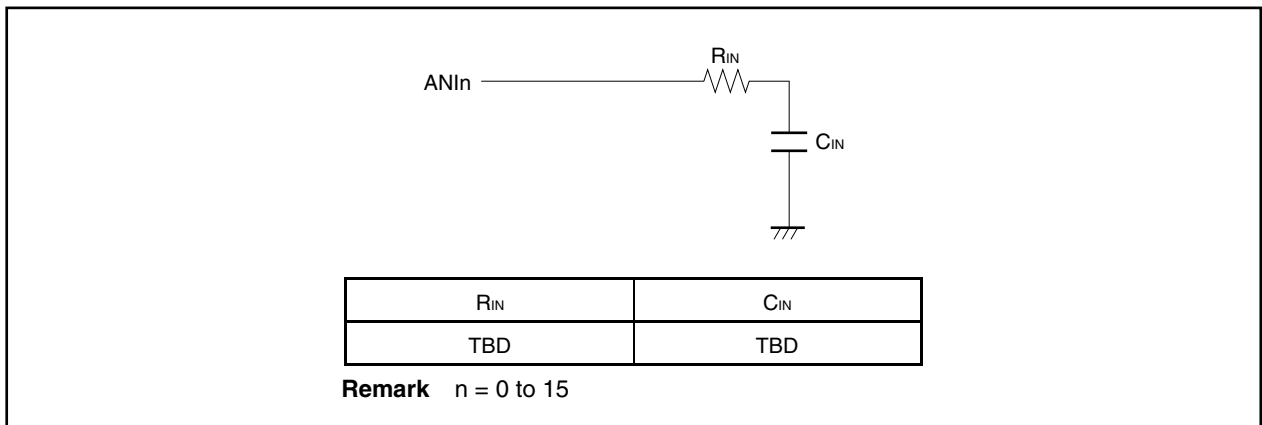 RIN
ANIn
CIN
RIN CIN
TBD TBD
Remark n = 0 to 15